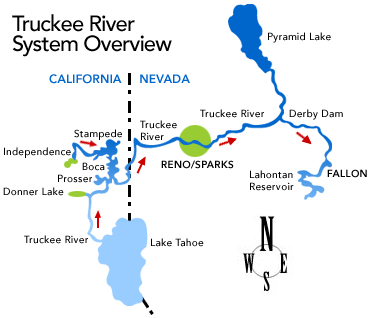 Truckee River
System Overview
Pyramid Lake
CALIFORNIA
NEVADA
Truckee River
Derby Dam
Truckee
River
Stampede
Independence
Boca
Prosser
RENO/SPARKS
Lahontan
Reservoir
FALLON
Donner Lake
Truckee River
Lake Tahoe
N
W
E
S